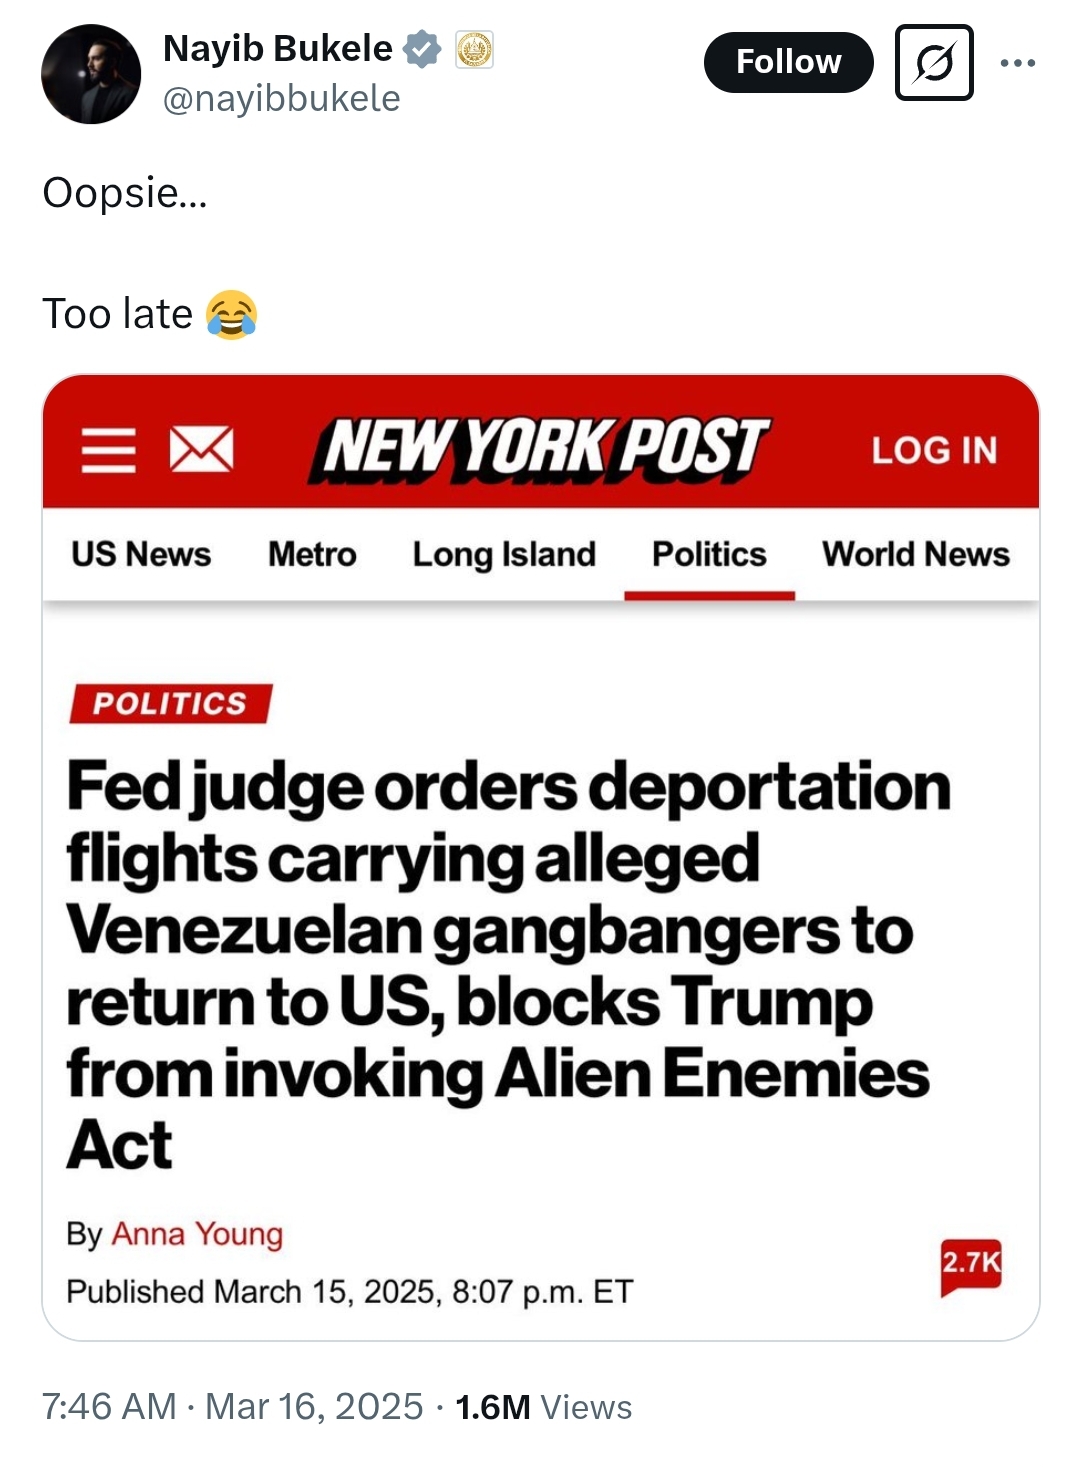 Nayib Bukele
@nayibbukele
Follow
Oopsie...
Too late 😂
NEW YORK POST
LOG IN
US News Metro Long Island Politics World News
POLITICS
Fed judge orders deportation
flights carrying alleged
Venezuelan gangbangers to
return to US, blocks Trump
from invoking Alien Enemies
Act
By Anna Young
Published March 15, 2025, 8:07 p.m. ET
2.7K
7:46 AM · Mar 16, 2025 · 1.6M Views